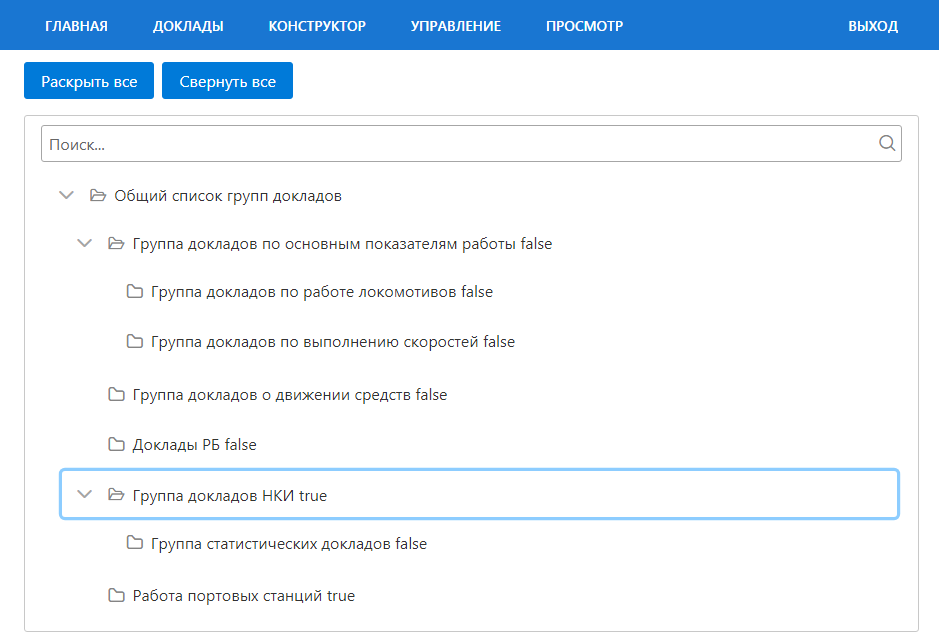 ГЛАВНАЯ ДОКЛАДЫ КОНСТРУКТОР УПРАВЛЕНИЕ ПРОСМОТР ВЫХОД
Раскрыть все Свернуть все
Поиск...
Общий список групп докладов
Группа докладов по основным показателям работы false
Группа докладов по работе локомотивов false
Группа докладов по выполнению скоростей false
Группа докладов о движении средств false
Доклады РБ false
Группа докладов НКИ true
Группа статистических докладов false
Работа портовых станций true